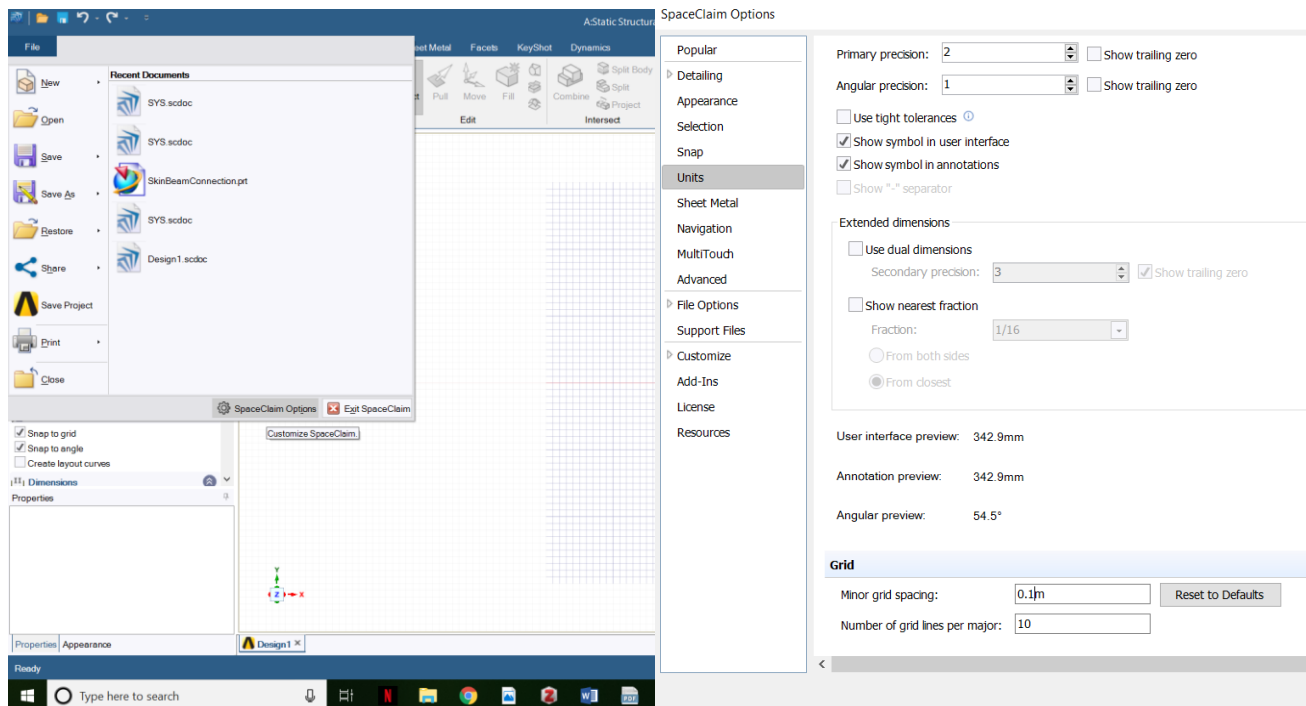 A:Static Structura
File
eet Metal Facets KeyShot Dynamics
New
Open
Save
Save As
Restore
Share
Save Project
Print
Close
Recent Documents
SYS.scdoc
SYS.scdoc
SkinBeamConnection.prt
SYS.scdoc
Design1.scdoc
SpaceClaim Options Exit SpaceClaim
Customize SpaceClaim.
Pull Move Fill
Edit
Combine
Split Body
Split
Project
Intersect
Snap to grid
Snap to angle
Create layout curves
Dimensions
Properties
Y
Z X
Properties Appearance
Design1
Ready
Type here to search
SpaceClaim Options
Popular
Detailing
Appearance
Selection
Snap
Units
Sheet Metal
Navigation
MultiTouch
Advanced
File Options
Support Files
Customize
Add-Ins
License
Resources
Primary precision: 2 Show trailing zero
Angular precision: 1 Show trailing zero
Use tight tolerances
Show symbol in user interface
Show symbol in annotations
Show "-" separator
Extended dimensions
Use dual dimensions
Secondary precision: 3 Show trailing zero
Show nearest fraction
Fraction: 1/16
From both sides
From closest
User interface preview: 342.9mm
Annotation preview: 342.9mm
Angular preview: 54.5°
Grid
Minor grid spacing: 0.1m Reset to Defaults
Number of grid lines per major: 10